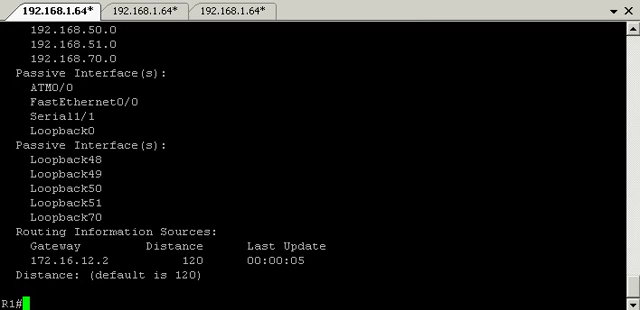 192.168.1.64* 192.168.1.64* 192.168.1.64*
192.168.50.0
192.168.51.0
192.168.70.0
Passive Interface(s):
ATM0/0
FastEthernet0/0
Serial1/1
Loopback0
Passive Interface(s):
Loopback48
Loopback49
Loopback50
Loopback51
Loopback70
Routing Information Sources:
Gateway Distance Last Update
172.16.12.2 120 00:00:05
Distance: (default is 120)
R1#